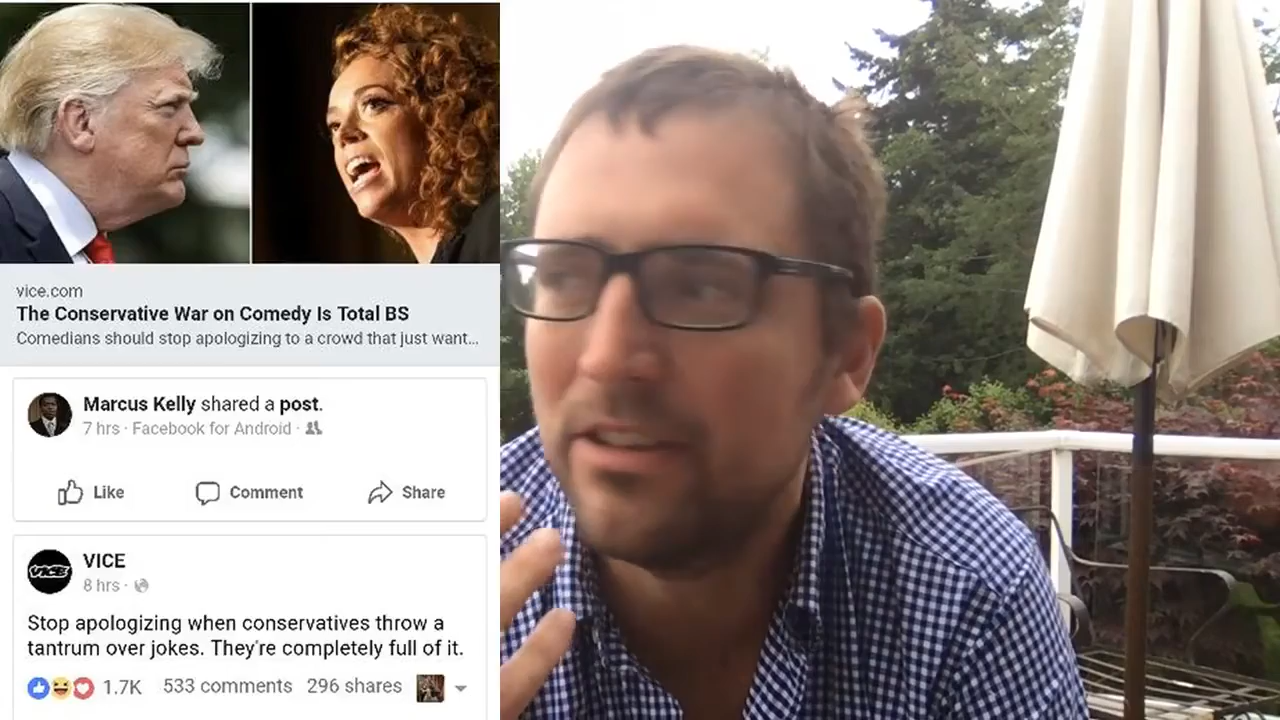 vice.com
The Conservative War on Comedy Is Total BS
Comedians should stop apologizing to a crowd that just want...
Marcus Kelly shared a post.
7 hrs · Facebook for Android ·
Like Comment Share
VICE
VICE
8 hrs ·
Stop apologizing when conservatives throw a
tantrum over jokes. They're completely full of it.
1.7K 533 comments 296 shares